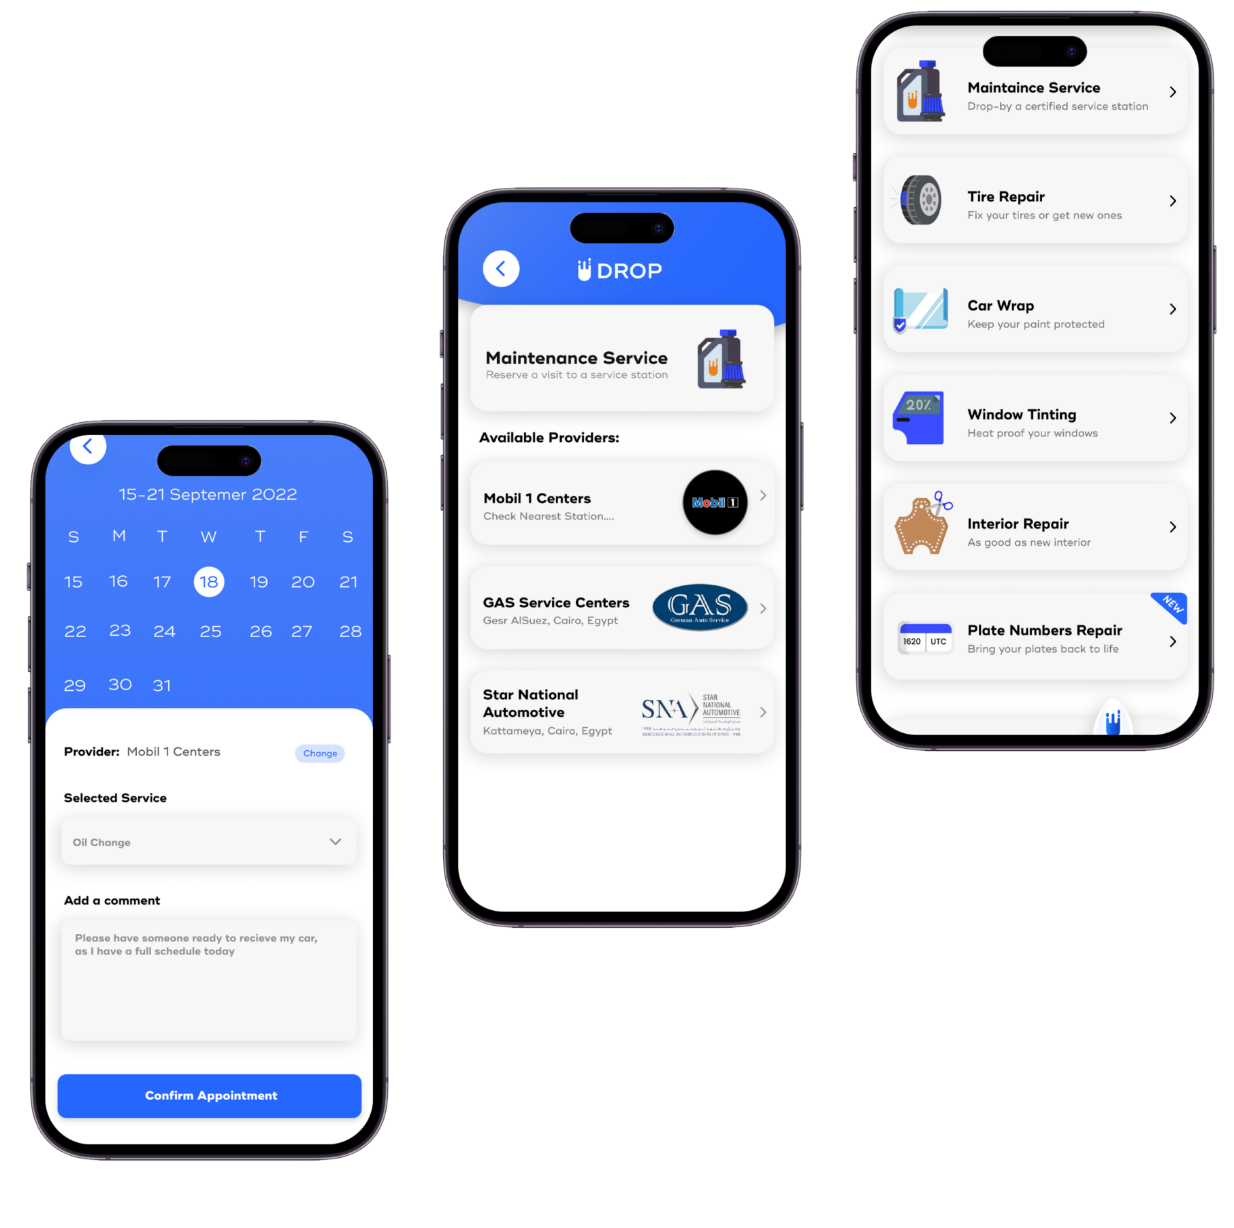 15-21 Septemer 2022
S M T W T F S
15 16 17 18 19 20 21
22 23 24 25 26 27 28
29 30 31
Provider: Mobil 1 Centers
Change
Selected Service
Oil Change
Add a comment
Please have someone ready to recieve my car,
as I have a full schedule today
Confirm Appointment
DROP
Maintenance Service
Reserve a visit to a service station
Available Providers:
Mobil 1 Centers
Check Nearest Station....
Mobil 1
GAS Service Centers
Gesr AlSuez, Cairo, Egypt
GAS
German Auto Service
Star National
Automotive
Kattameya, Cairo, Egypt
SNA
STAR
NATIONAL
AUTOMOTIVE
Maintaince Service
Drop-by a certified service station
Tire Repair
Fix your tires or get new ones
Car Wrap
Keep your paint protected
20%
Window Tinting
Heat proof your windows
Interior Repair
As good as new interior
NEW
1620 UTC
Plate Numbers Repair
Bring your plates back to life